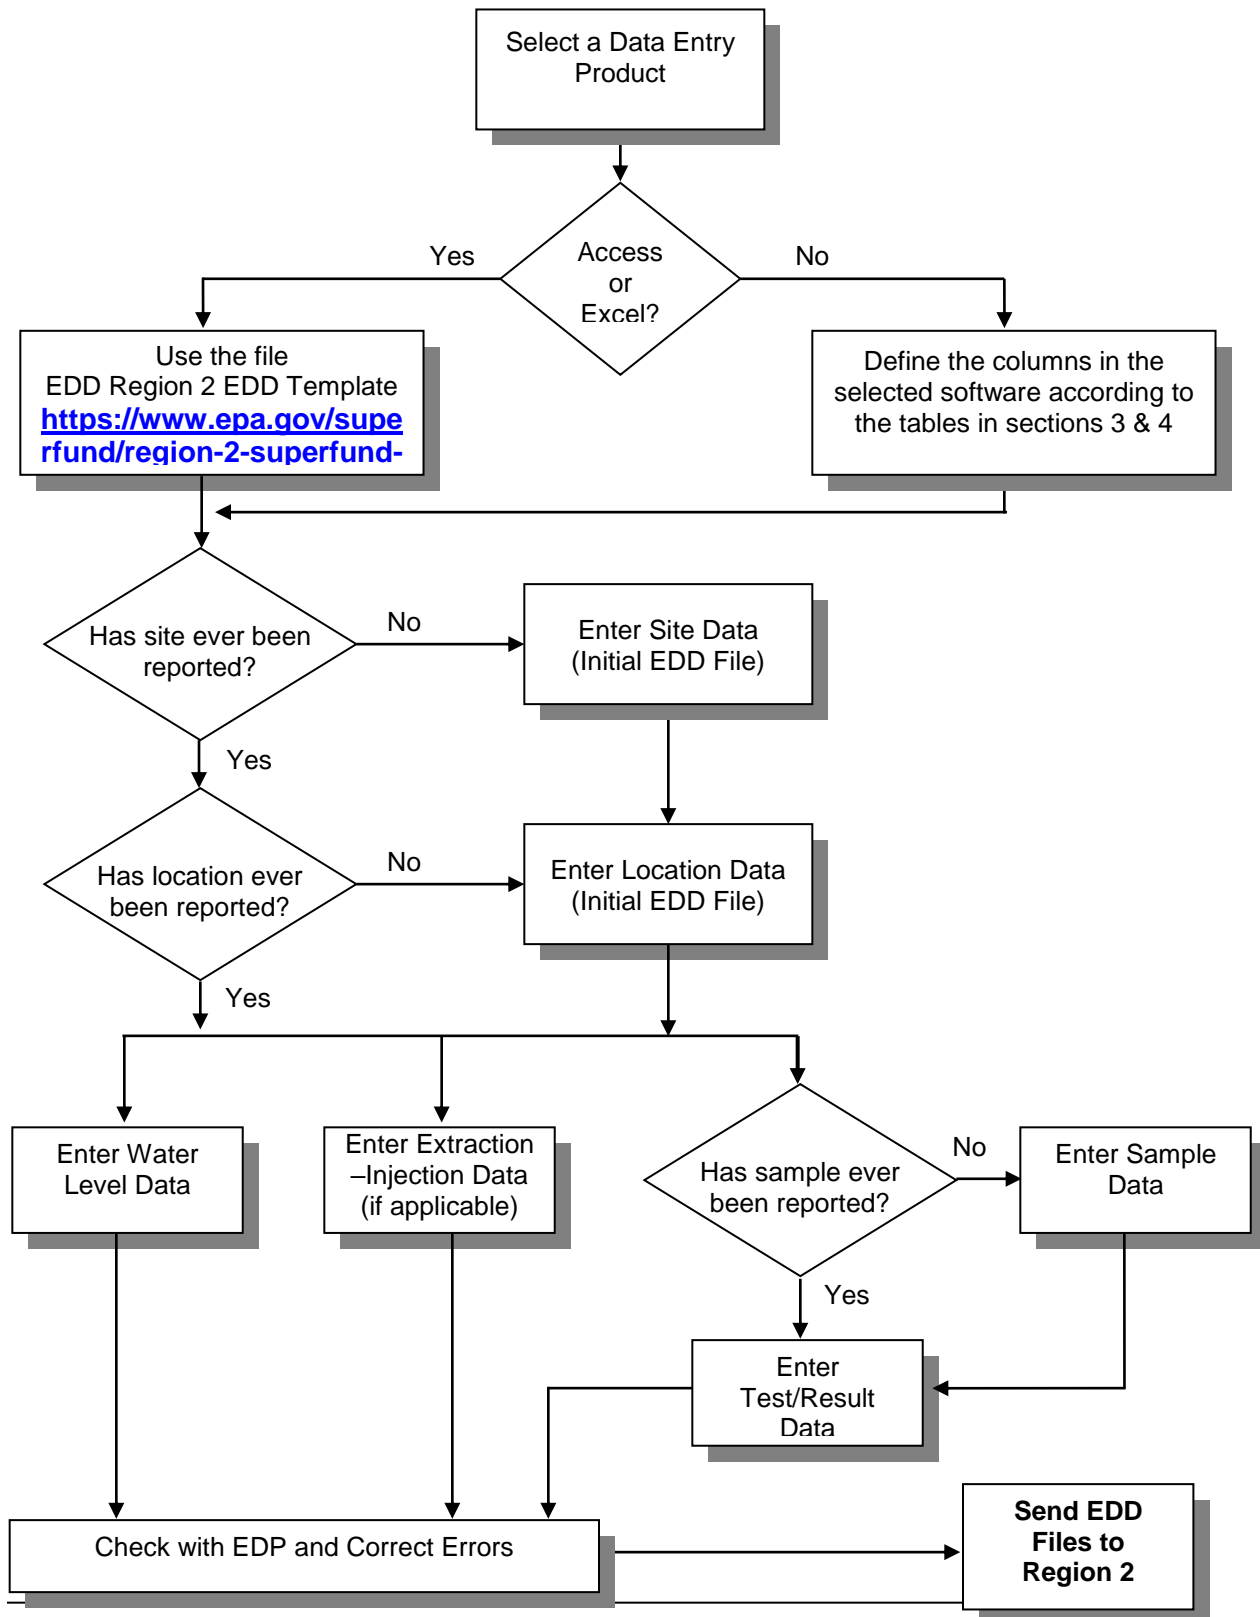 Select a Data Entry
Product
Yes
Access
or
Excel?
No
Use the file
EDD Region 2 EDD Template
https://www.epa.gov/supe
rfund/region-2-superfund-
Define the columns in the
selected software according to
the tables in sections 3 & 4
Has site ever been
reported?
No
Enter Site Data
(Initial EDD File)
Yes
Has location ever
been reported?
No
Enter Location Data
(Initial EDD File)
Yes
Enter Water
Level Data
Enter Extraction
–Injection Data
(if applicable)
Has sample ever
been reported?
No
Enter Sample
Data
Yes
Enter
Test/Result
Data
Check with EDP and Correct Errors
Send EDD
Files to
Region 2